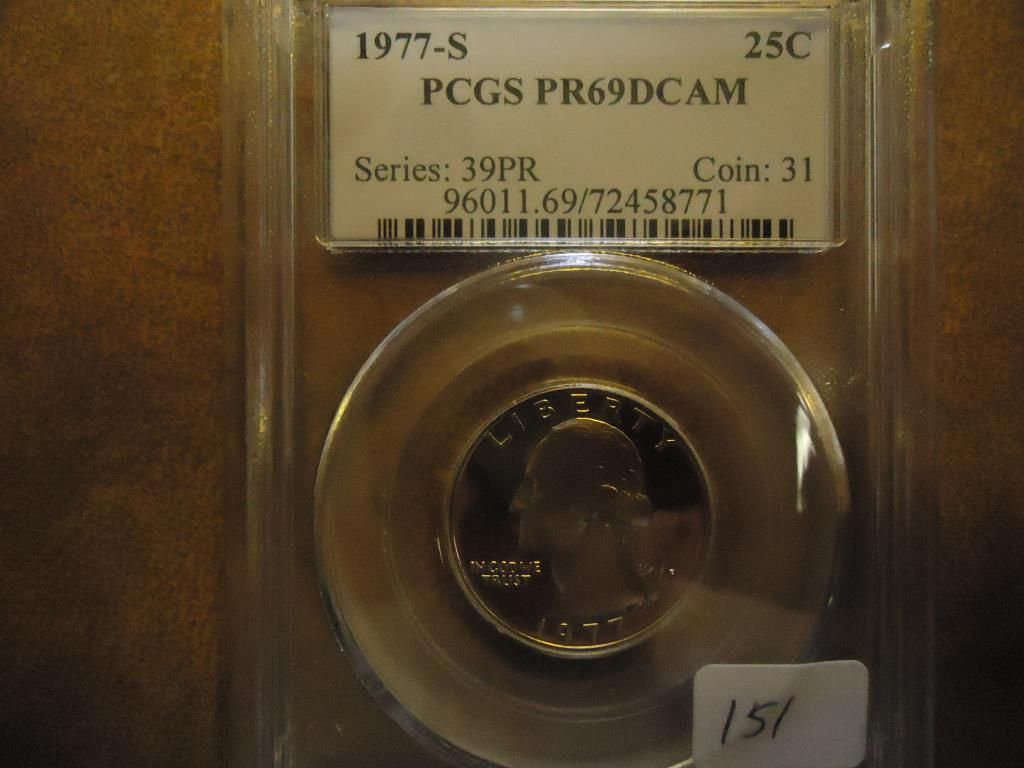 1977-S 25C
PCGS PR69DCAM
Series: 39PR Coin: 31
96011.69/72458771
LIBERTY
IN GOD WE
TRUST
1977
151